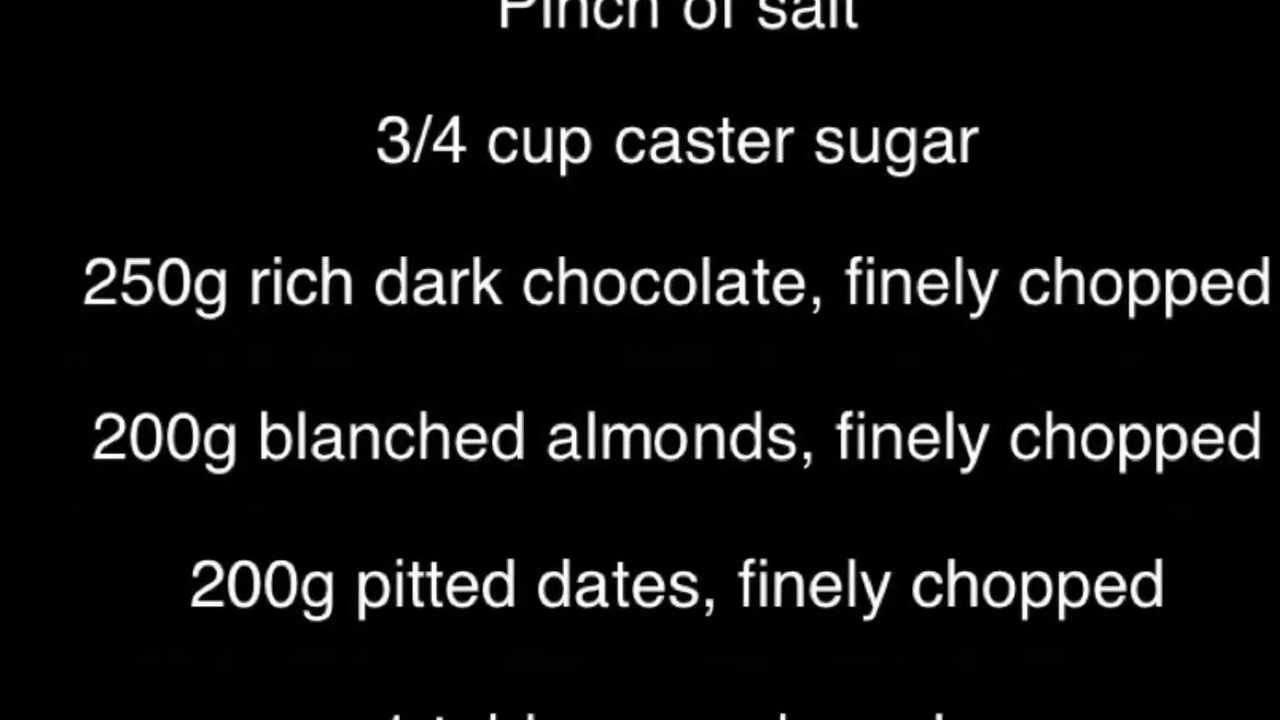 Pinch of salt
3/4 cup caster sugar
250g rich dark chocolate, finely chopped
200g blanched almonds, finely chopped
200g pitted dates, finely chopped